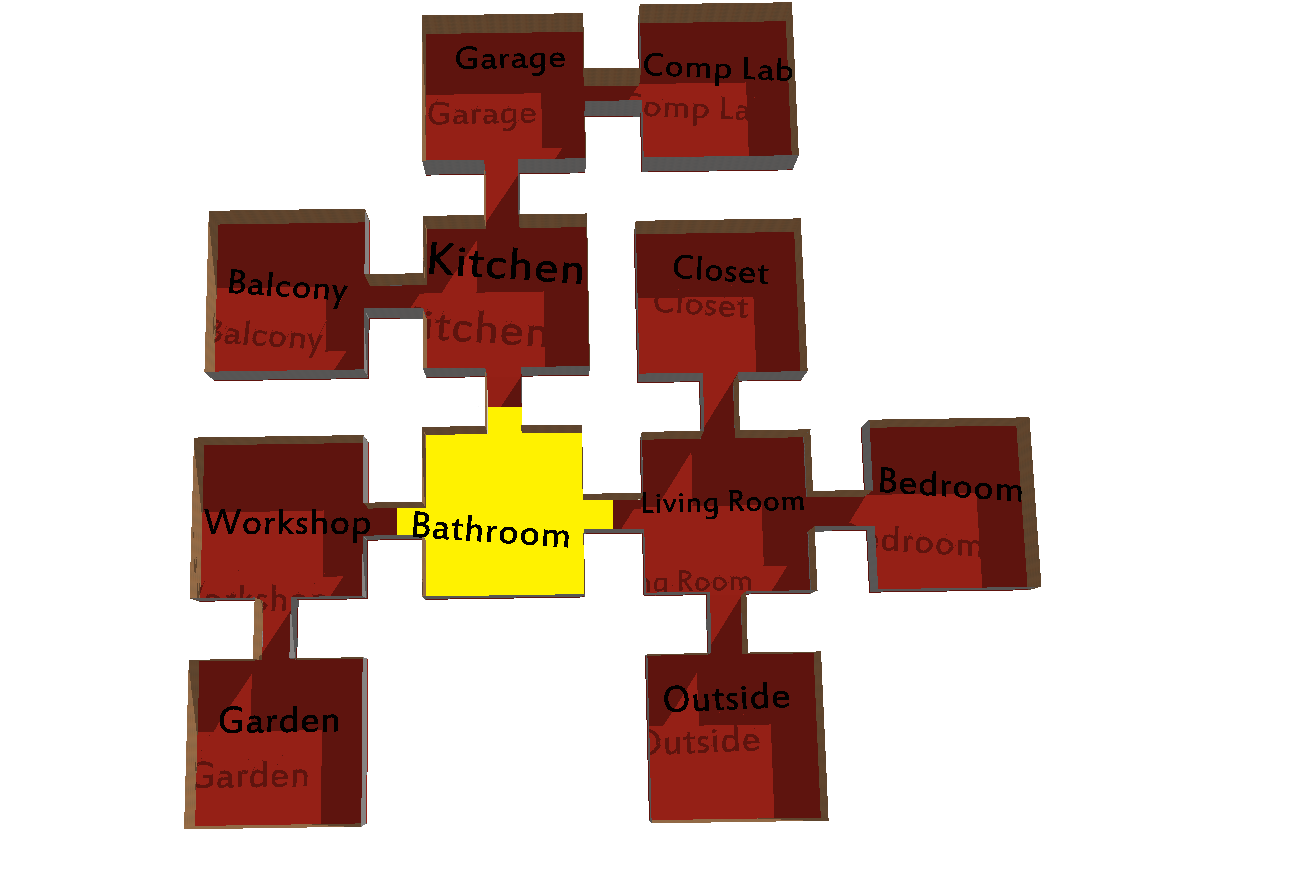 Garage
Comp Lab
Garage
Comp La
Balcony
Kitchen
Closet
Balcony
itchen
Closet
Workshop
Bathroom
Living Room
Bedroom
orkshop
ng Room
edroom
Garden
Outside
Garden
Outside